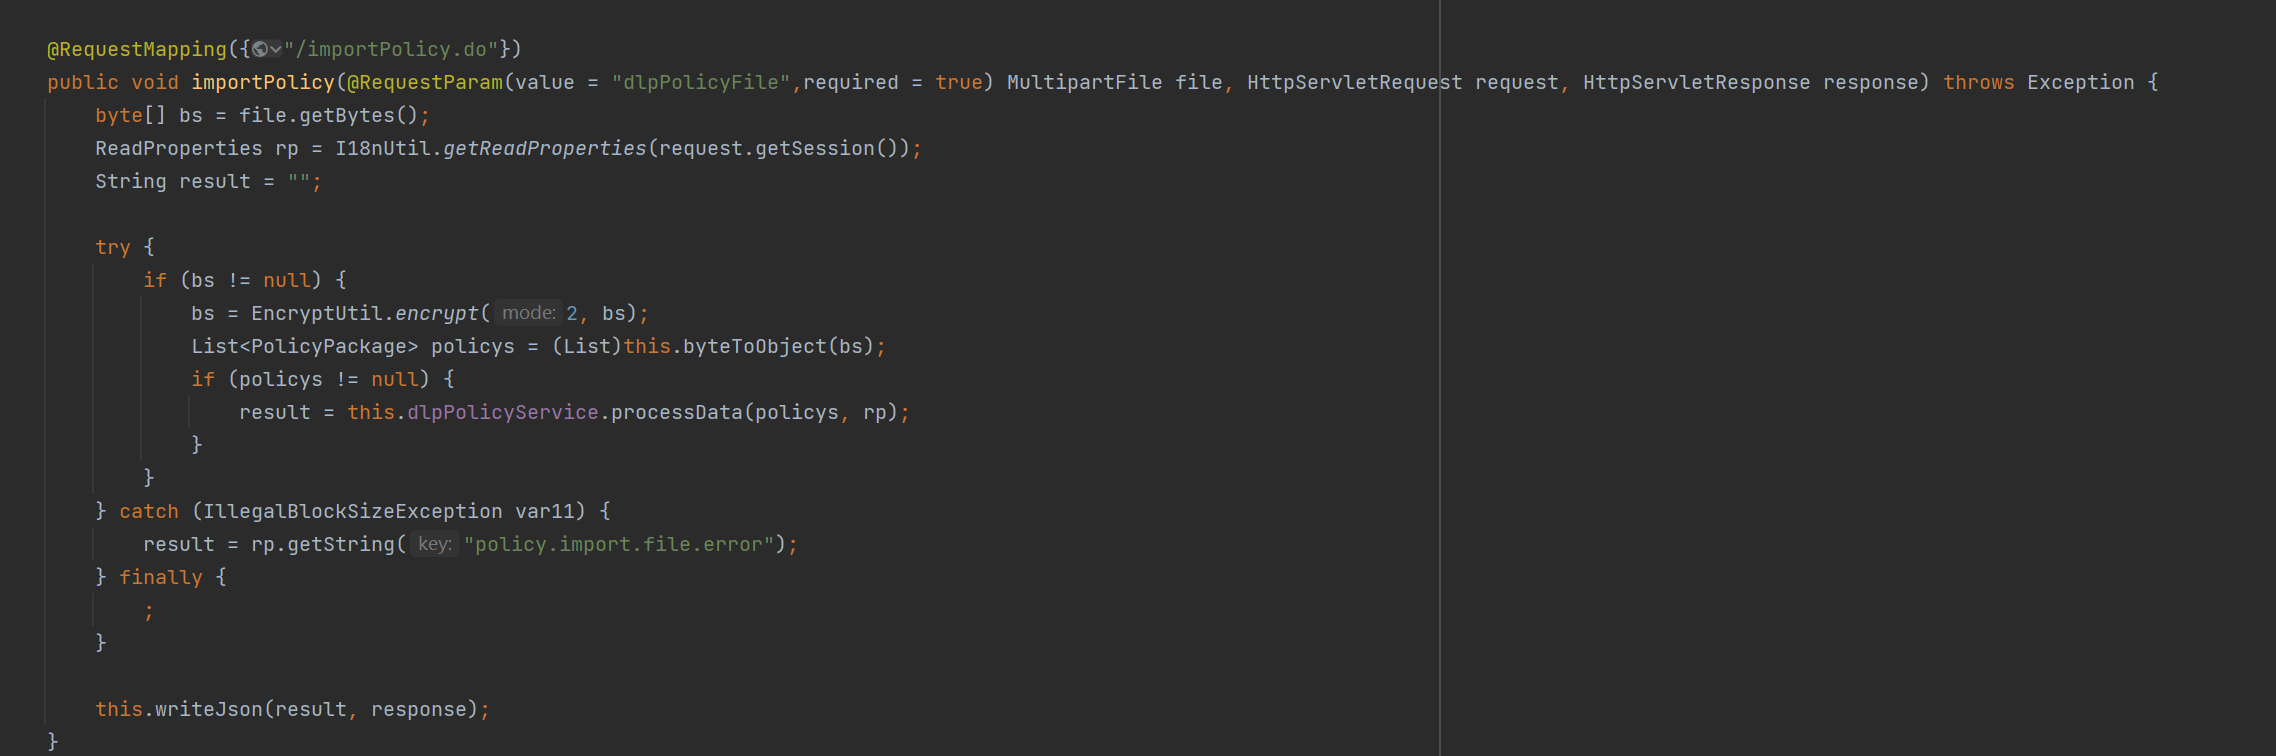 @RequestMapping({"/importPolicy.do"})
public void importPolicy(@RequestParam(value = "dlpPolicyFile",required = true) MultipartFile file, HttpServletRequest request, HttpServletResponse response) throws Exception {
byte[] bs = file.getBytes();
ReadProperties rp = I18nUtil.getReadProperties(request.getSession());
String result = "";
try {
if (bs != null) {
bs = EncryptUtil.encrypt( mode: 2, bs);
List<PolicyPackage> policys = (List)this.byteToObject(bs);
if (policys != null) {
result = this.dlpPolicyService.processData(policys, rp);
}
}
} catch (IllegalBlockSizeException var11) {
result = rp.getString( key: "policy.import.file.error");
} finally {
;
}
this.writeJson(result, response);
}